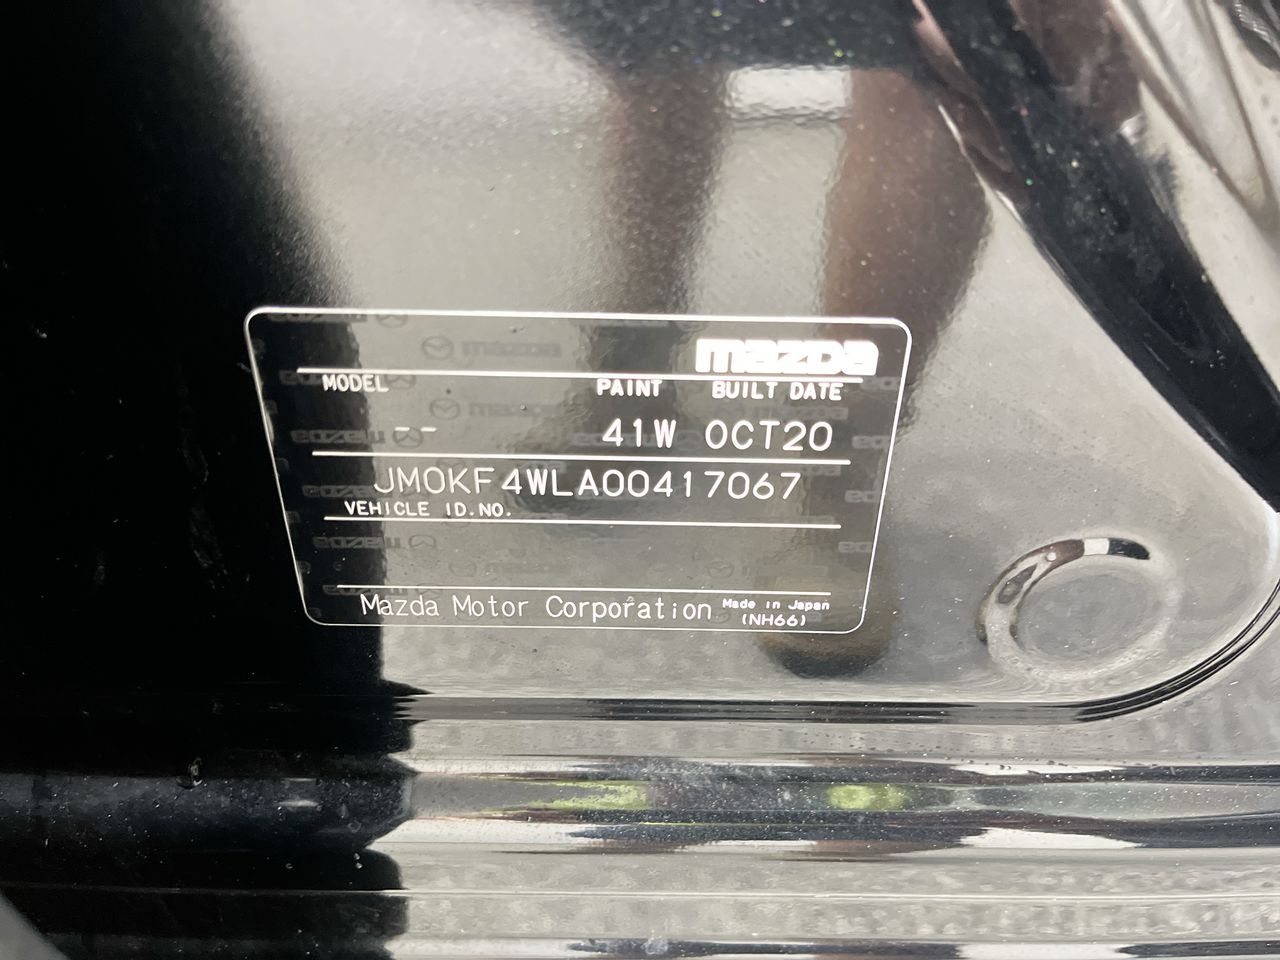 mazda
MODEL PAINT BUILT DATE
-- 41W OCT20
JM0KF4WLA00417067
VEHICLE ID.NO.
Mazda Motor Corporation Made in Japan
(NH66)